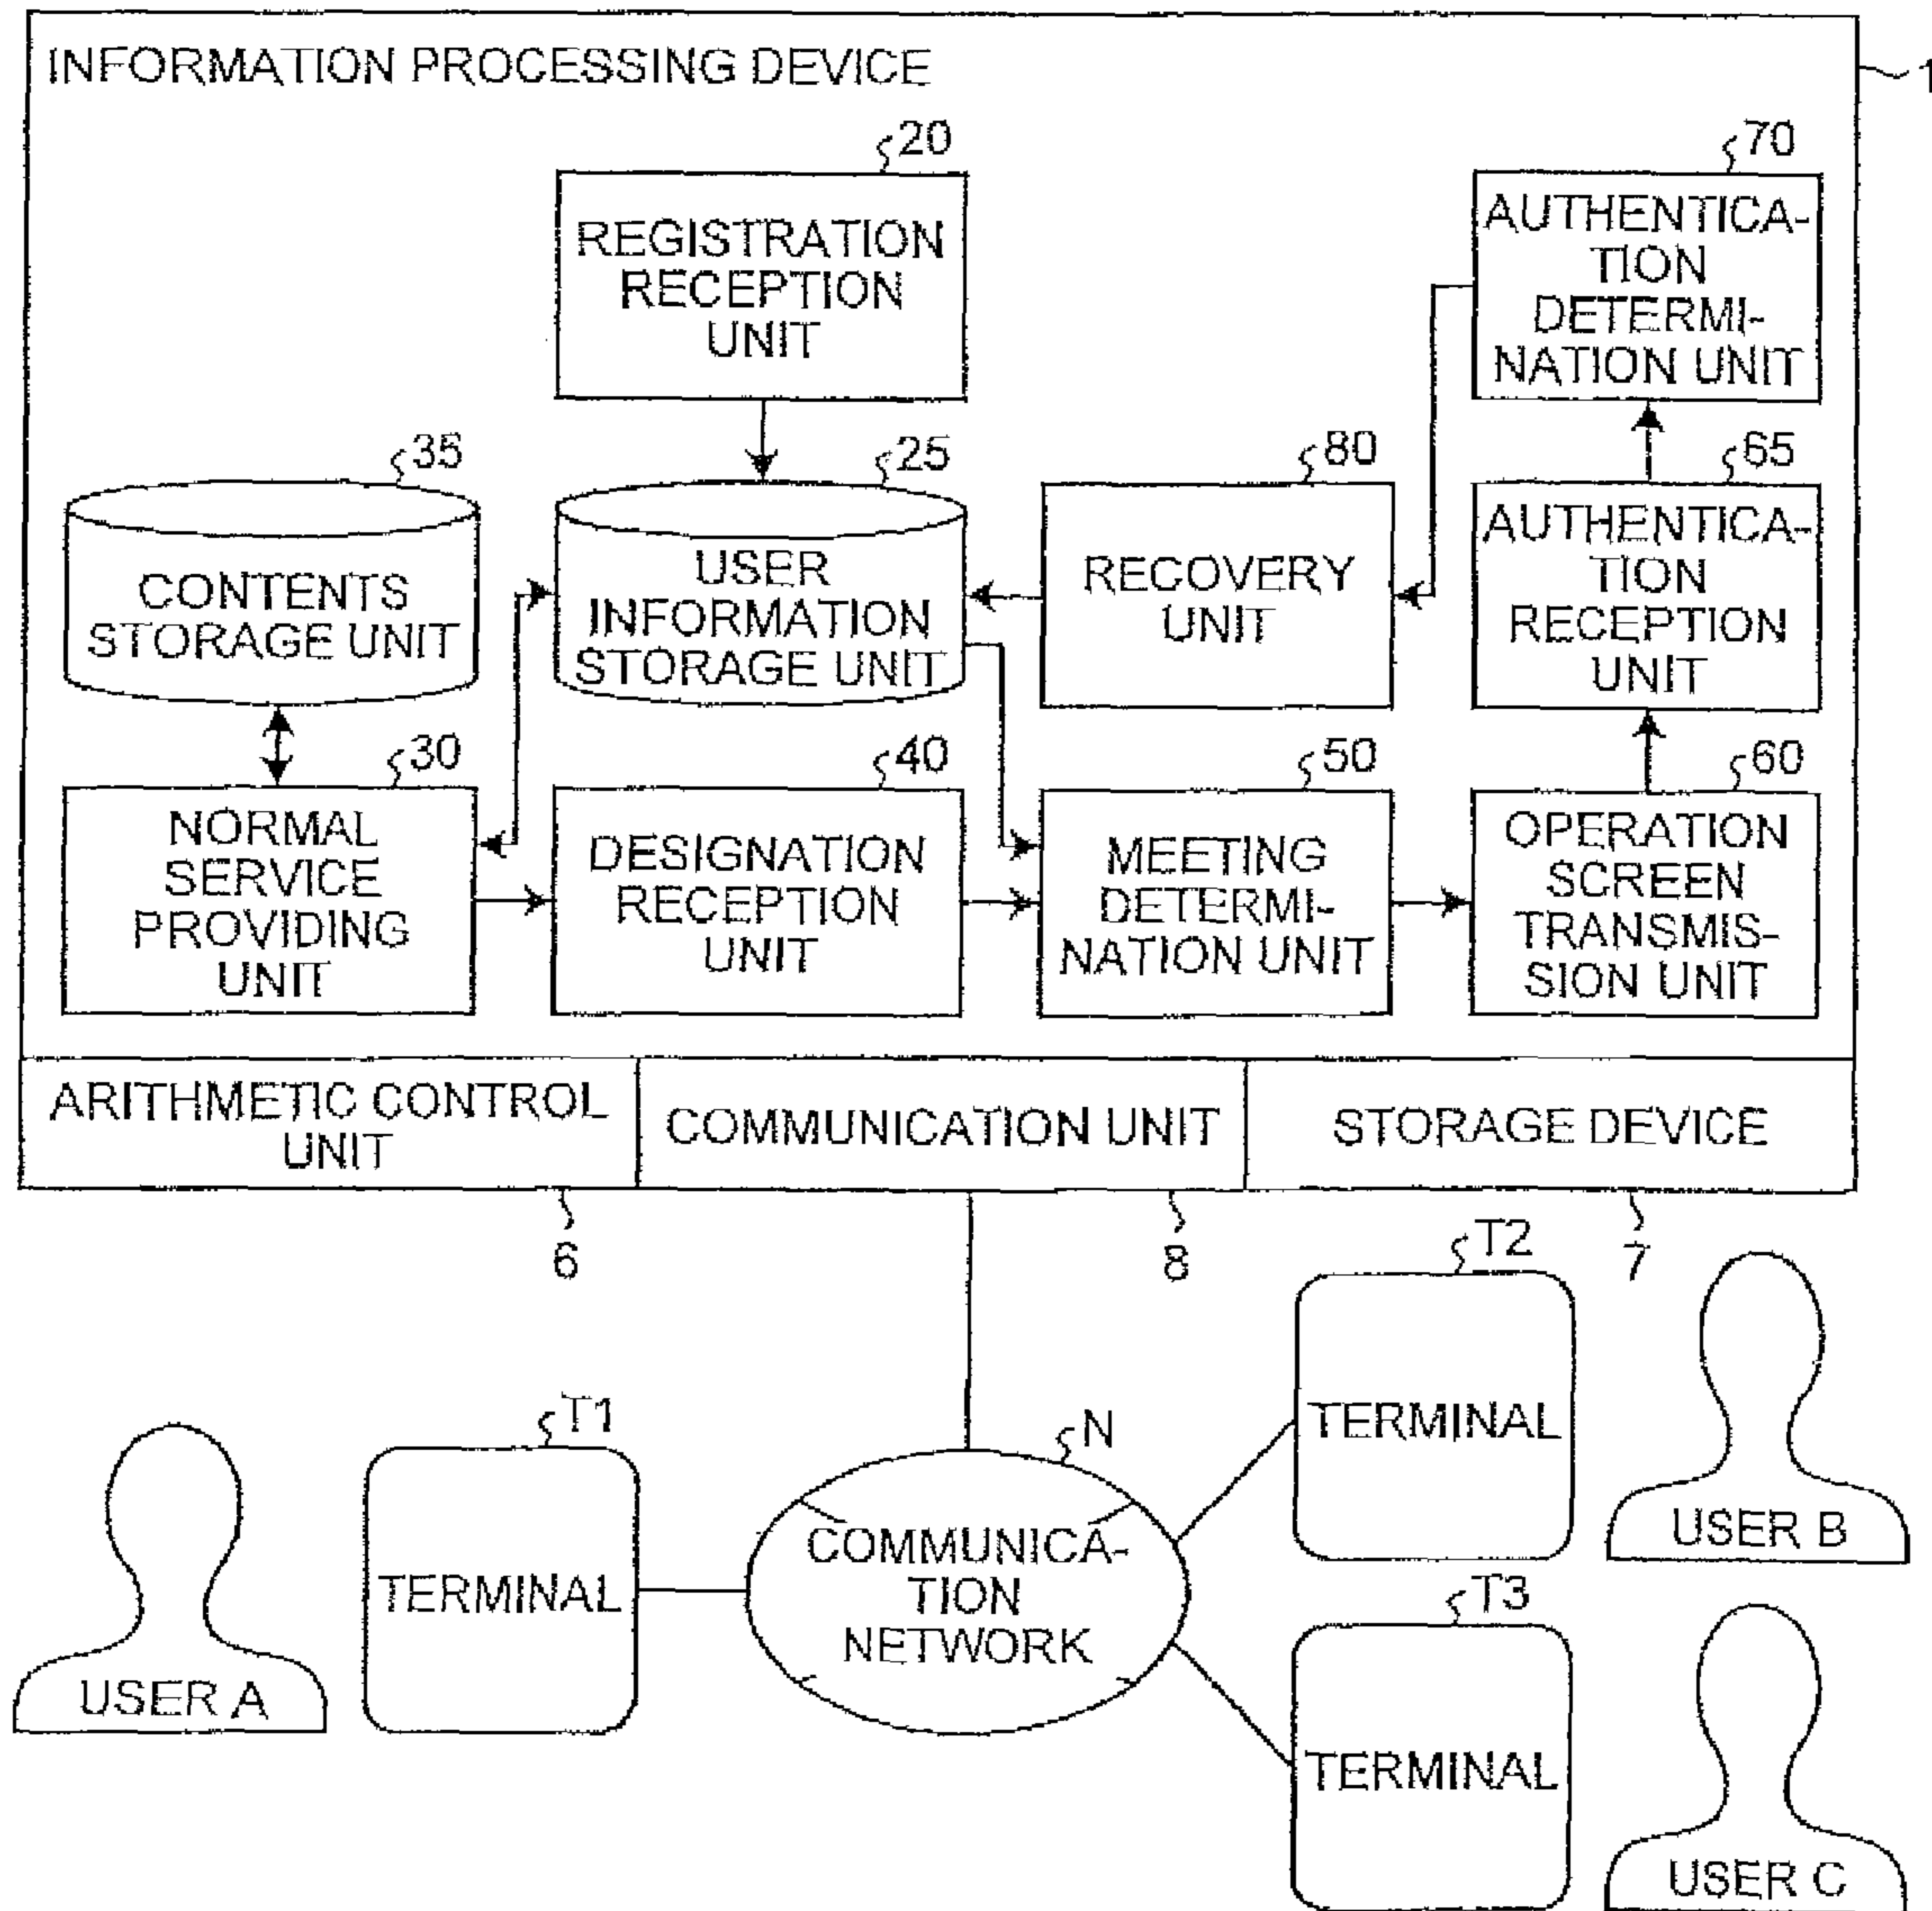 INFORMATION PROCESSING DEVICE
1
20
70
REGISTRATION
RECEPTION
UNIT
AUTHENTICA-
TION
DETERMI-
NATION UNIT
35
25
80
65
CONTENTS
STORAGE UNIT
USER
INFORMATION
STORAGE UNIT
RECOVERY
UNIT
AUTHENTICA-
TION
RECEPTION
UNIT
30
40
50
60
NORMAL
SERVICE
PROVIDING
UNIT
DESIGNATION
RECEPTION
UNIT
MEETING
DETERMI-
NATION UNIT
OPERATION
SCREEN
TRANSMIS-
SION UNIT
ARITHMETIC CONTROL
UNIT
COMMUNICATION UNIT
STORAGE DEVICE
6
8
7
T2
TERMINAL
USER B
T1
N
TERMINAL
USER A
COMMUNICA-
TION
NETWORK
T3
TERMINAL
USER C